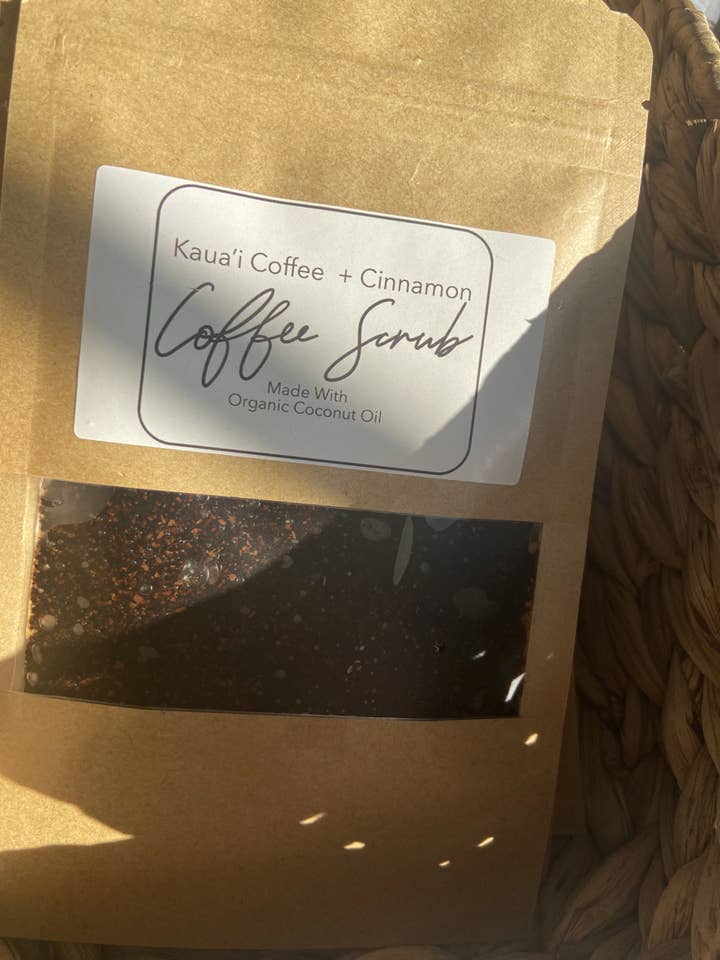 Kaua'i Coffee + Cinnamon
Coffee Scrub
Made With
Organic Coconut Oil